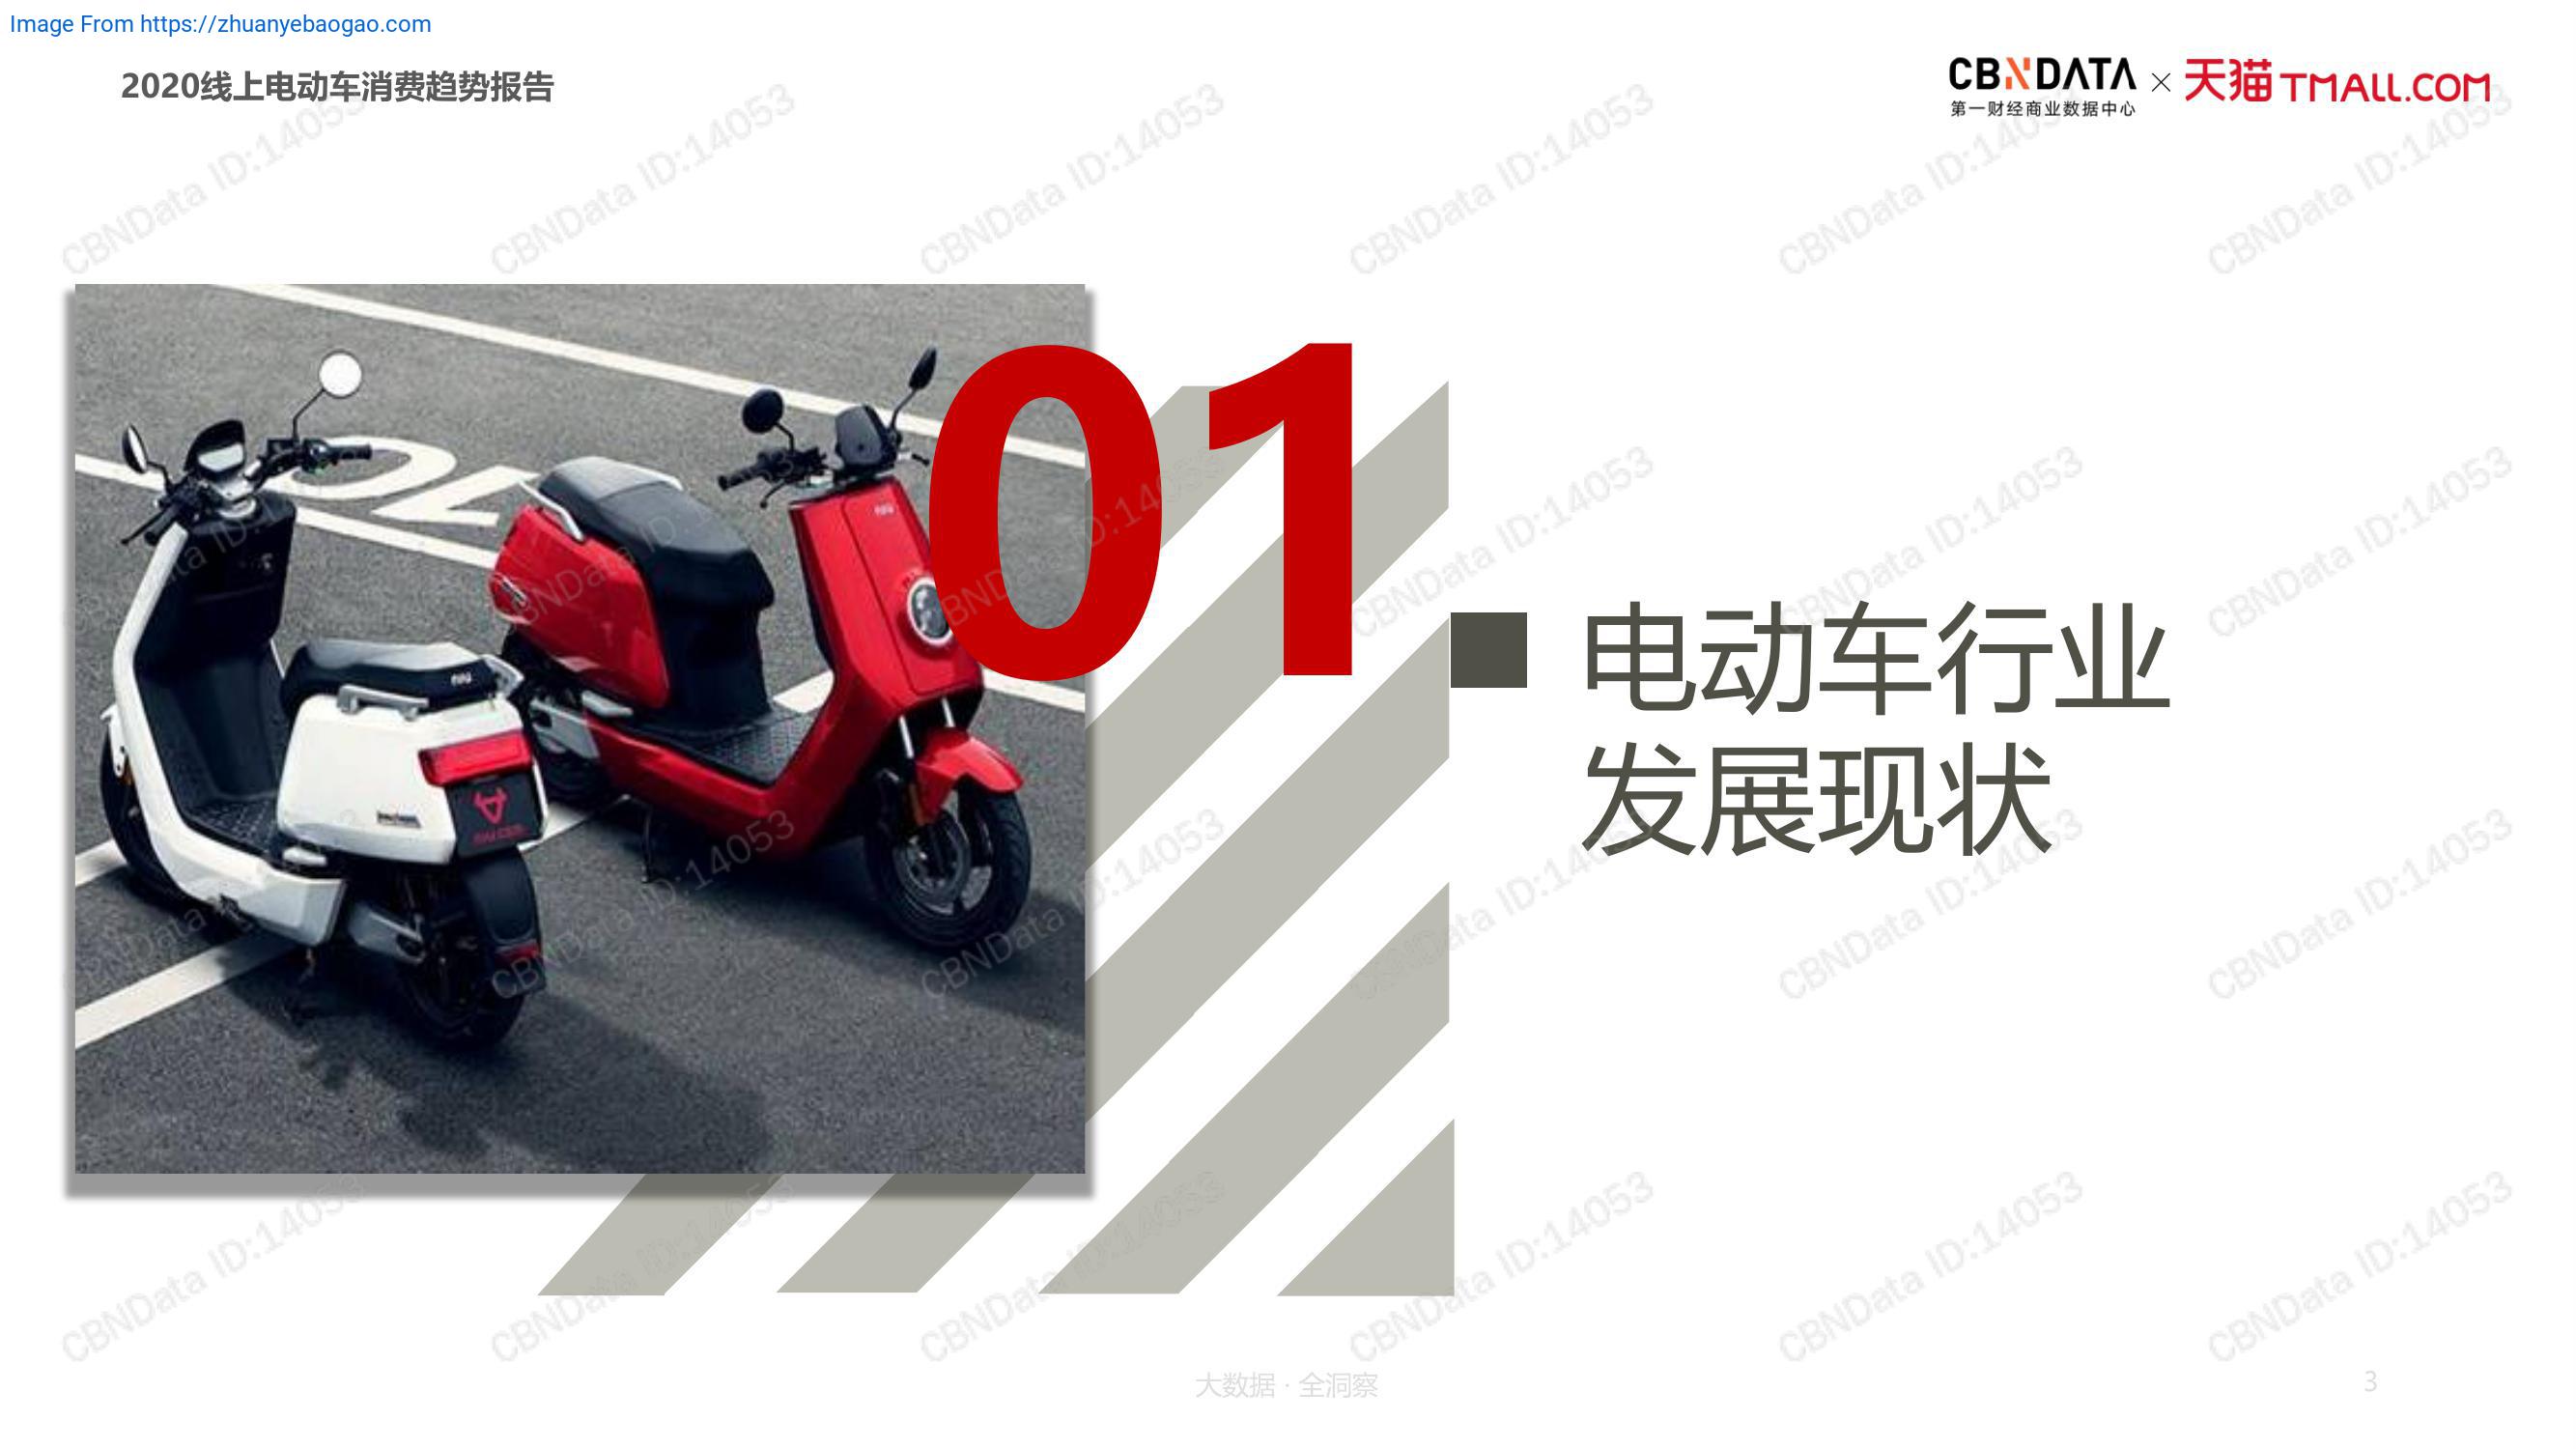 Image From https://zhuanyebaogao.com
2020线上电动车消费趋势报告
CBNDATA × 天猫 TMALL.COM
第一财经商业数据中心
CBNData ID:14053
01
电动车行业
发展现状
大数据 · 全洞察
3